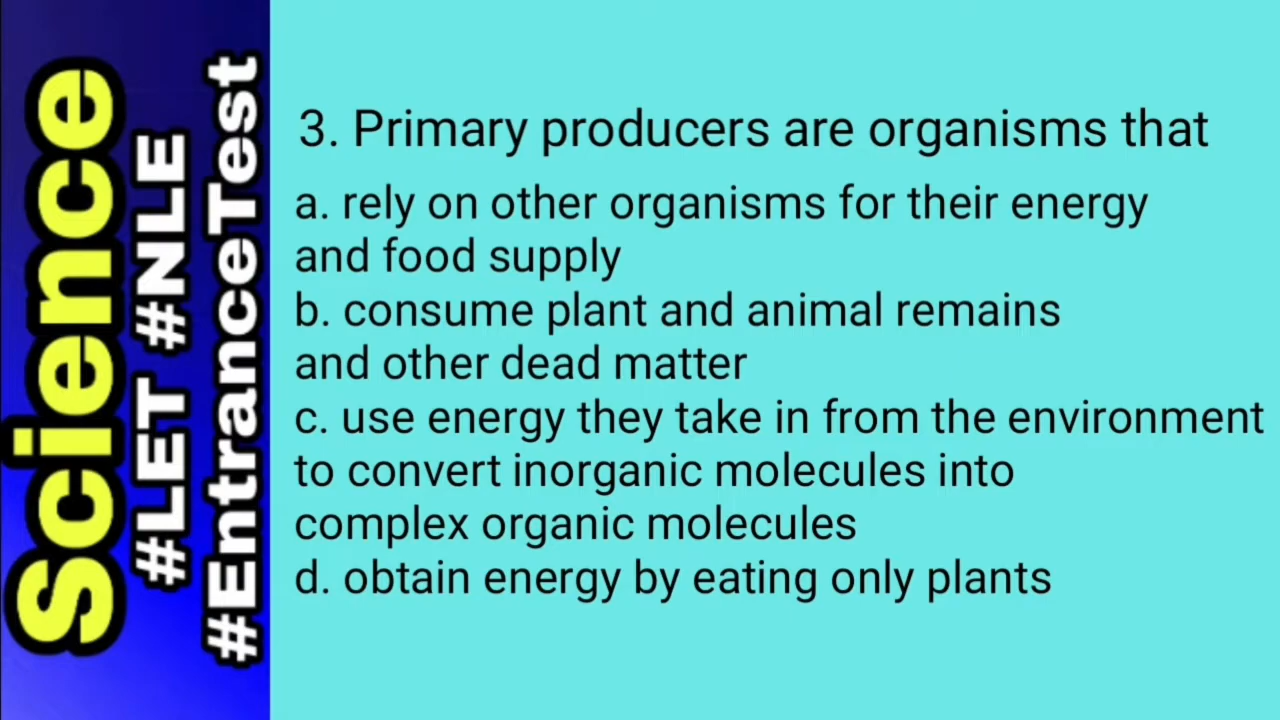 Science
#LET #NLE
#EntranceTest
3. Primary producers are organisms that
a. rely on other organisms for their energy
and food supply
b. consume plant and animal remains
and other dead matter
c. use energy they take in from the environment
to convert inorganic molecules into
complex organic molecules
d. obtain energy by eating only plants